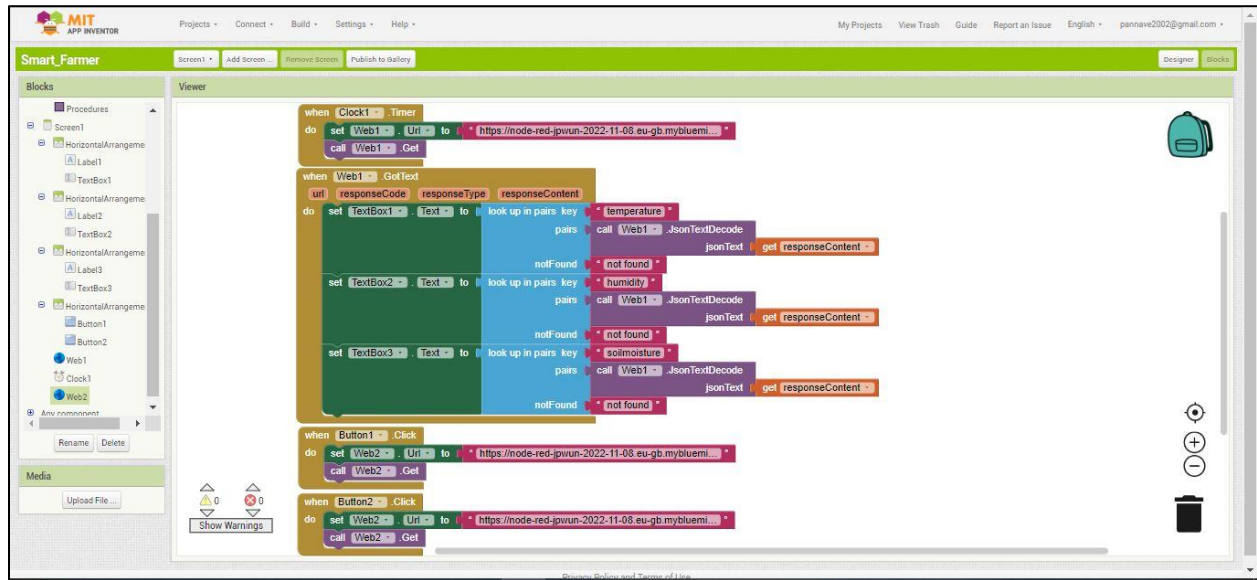 MIT
APP INVENTOR
Projects Connect Build Settings Help
My Projects View Trash Guide Report an Issue English pannave2002@gmail.com
Smart_Farmer
Screen1 Add Screen ... Remove Screen Publish to Gallery
Designer Blocks
Blocks
Viewer
Procedures
Screen1
HorizontalArrangeme
Label1
TextBox1
HorizontalArrangeme
Label2
TextBox2
HorizontalArrangeme
Label3
TextBox3
HorizontalArrangeme
Button1
Button2
Web1
Clock1
Web2
Any component
Rename Delete
Media
Upload File ...
when Clock1 .Timer
do set Web1 . Url to " https://node-red-jpwun-2022-11-08.eu-gb.mybluemi... "
call Web1 .Get
when Web1 .GotText
url responseCode responseType responseContent
do set TextBox1 . Text to look up in pairs key " temperature "
pairs call Web1 .JsonTextDecode
jsonText get responseContent
notFound " not found "
set TextBox2 . Text to look up in pairs key " humidity "
pairs call Web1 .JsonTextDecode
jsonText get responseContent
notFound " not found "
set TextBox3 . Text to look up in pairs key " soilmoisture "
pairs call Web1 .JsonTextDecode
jsonText get responseContent
notFound " not found "
when Button1 .Click
do set Web2 . Url to " https://node-red-jpwun-2022-11-08.eu-gb.mybluemi... "
call Web2 .Get
when Button2 .Click
do set Web2 . Url to " https://node-red-jpwun-2022-11-08.eu-gb.mybluemi... "
call Web2 .Get
0 0
Show Warnings
Privacy Policy and Terms of Use